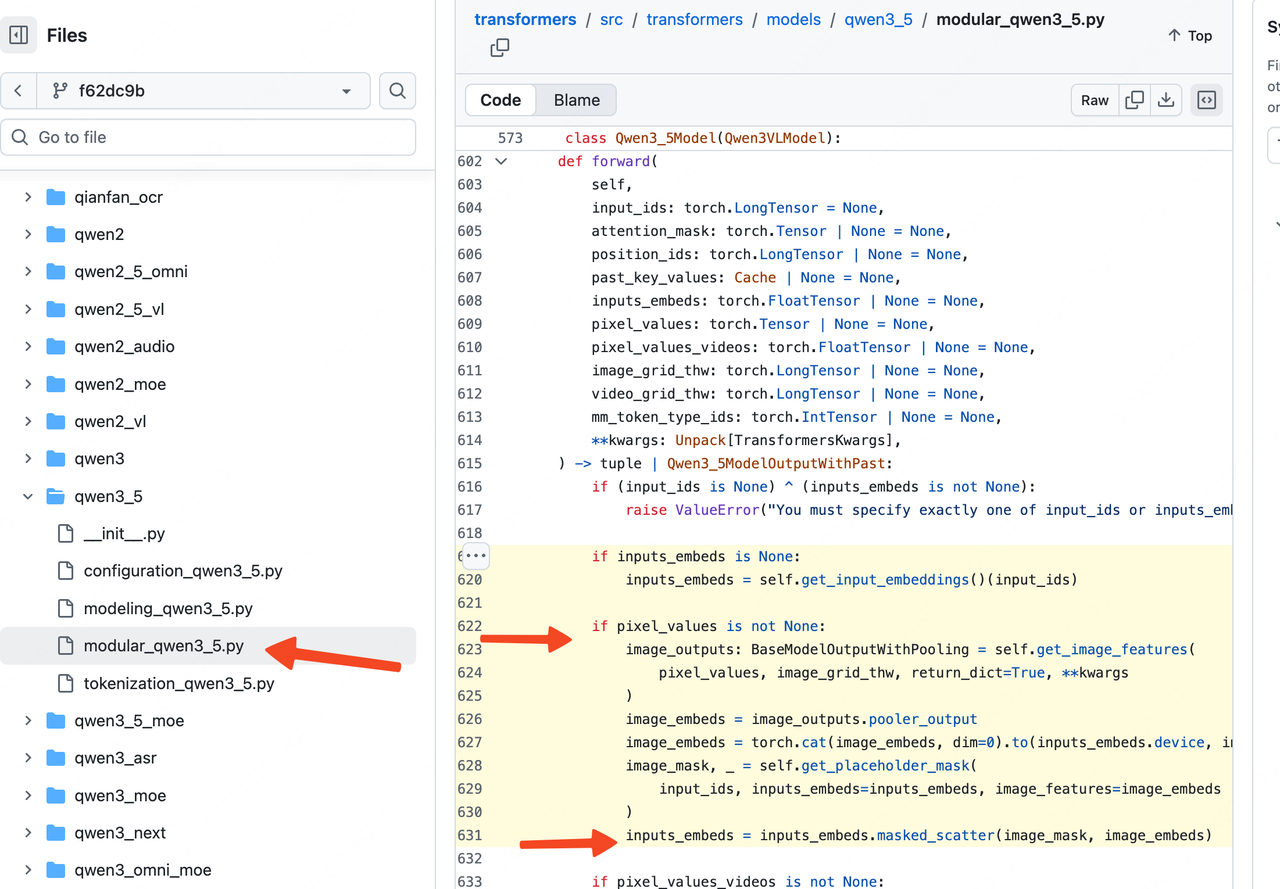 Files
f62dc9b
Go to file
qianfan_ocr
qwen2
qwen2_5_omni
qwen2_5_vl
qwen2_audio
qwen2_moe
qwen2_vl
qwen3
qwen3_5
__init__.py
configuration_qwen3_5.py
modeling_qwen3_5.py
modular_qwen3_5.py
tokenization_qwen3_5.py
qwen3_5_moe
qwen3_asr
qwen3_moe
qwen3_next
qwen3_omni_moe
transformers / src / transformers / models / qwen3_5 / modular_qwen3_5.py
Top
Code Blame Raw
573 class Qwen3_5Model(Qwen3VLModel):
602 def forward(
603 self,
604 input_ids: torch.LongTensor = None,
605 attention_mask: torch.Tensor | None = None,
606 position_ids: torch.LongTensor | None = None,
607 past_key_values: Cache | None = None,
608 inputs_embeds: torch.FloatTensor | None = None,
609 pixel_values: torch.Tensor | None = None,
610 pixel_values_videos: torch.FloatTensor | None = None,
611 image_grid_thw: torch.LongTensor | None = None,
612 video_grid_thw: torch.LongTensor | None = None,
613 mm_token_type_ids: torch.IntTensor | None = None,
614 **kwargs: Unpack[TransformersKwargs],
615 ) -> tuple | Qwen3_5ModelOutputWithPast:
616 if (input_ids is None) ^ (inputs_embeds is not None):
617 raise ValueError("You must specify exactly one of input_ids or
618
if inputs_embeds is None:
620 inputs_embeds = self.get_input_embeddings()(input_ids)
621
622 if pixel_values is not None:
623 image_outputs: BaseModelOutputWithPooling = self.get_image_features(
624 pixel_values, image_grid_thw, return_dict=True, **kwargs
625 )
626 image_embeds = image_outputs.pooler_output
627 image_embeds = torch.cat(image_embeds, dim=0).to(inputs_embeds.device,
628 image_mask, _ = self.get_placeholder_mask(
629 input_ids, inputs_embeds=inputs_embeds, image_features=image_embeds
630 )
631 inputs_embeds = inputs_embeds.masked_scatter(image_mask, image_embeds)
632
633 if pixel_values_videos is not None: